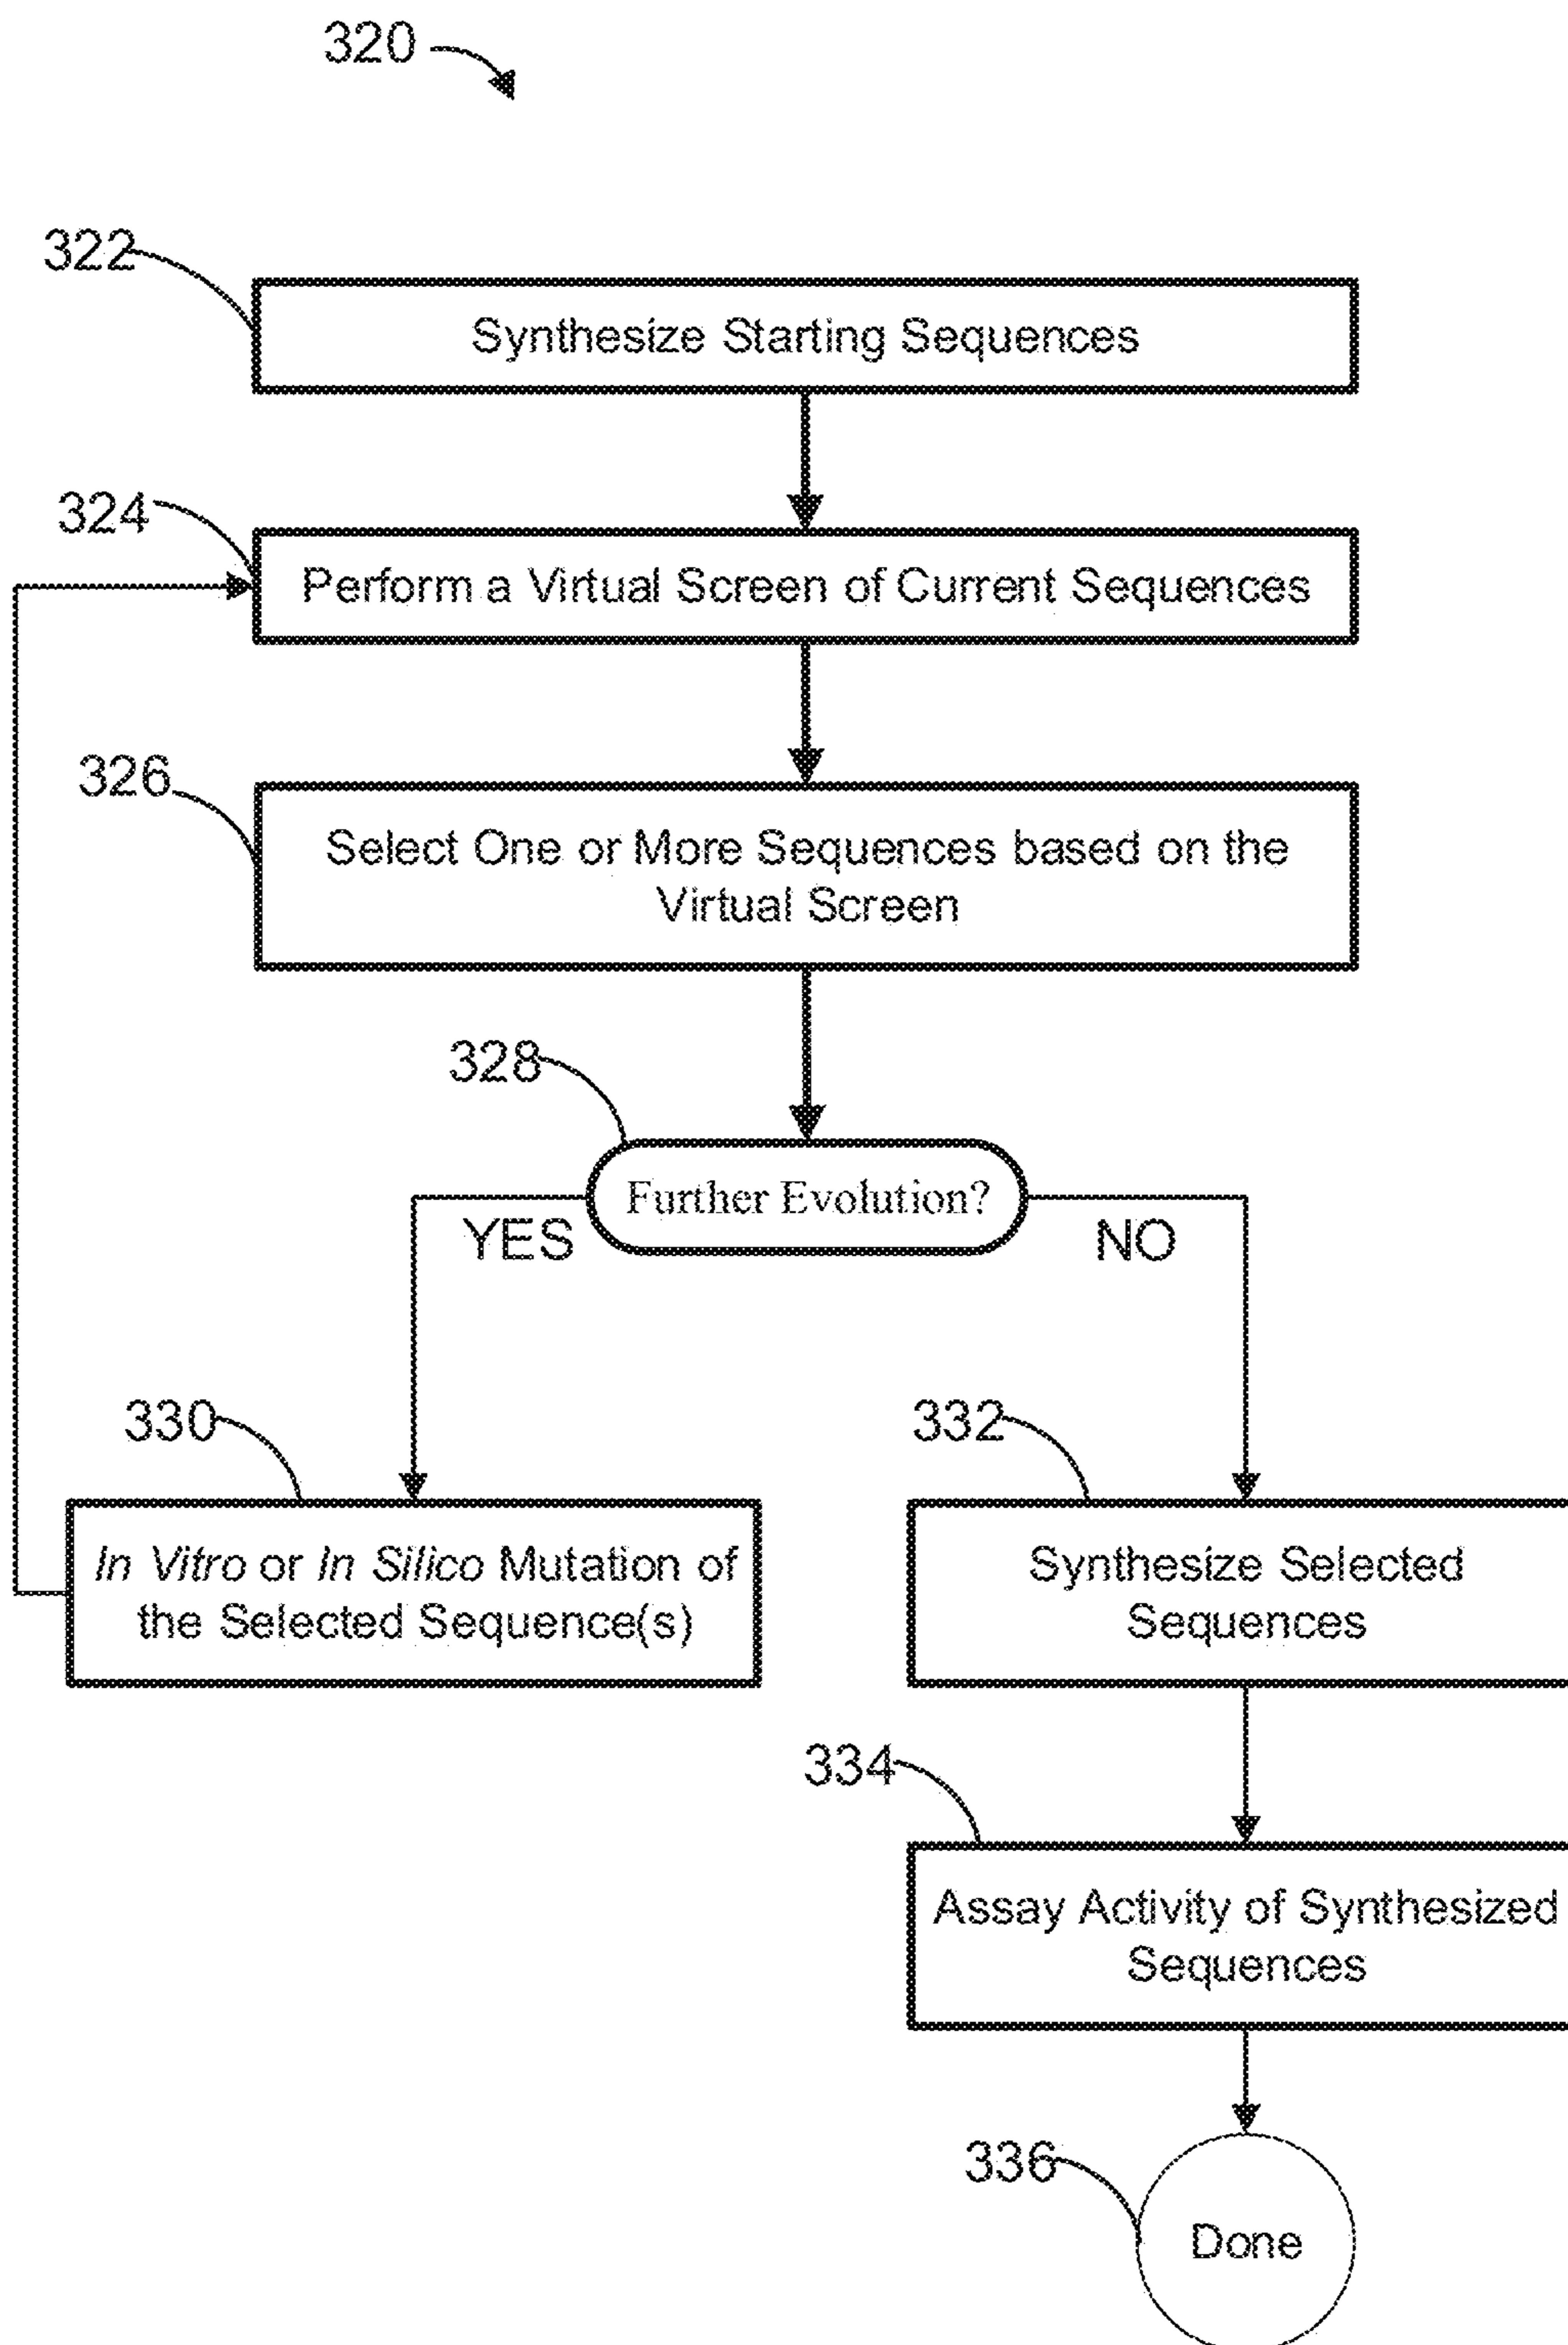 320
322
Synthesize Starting Sequences
324
Perform a Virtual Screen of Current Sequences
326
Select One or More Sequences based on the
Virtual Screen
328
Further Evolution?
YES
NO
330
In Vitro or In Silico Mutation of
the Selected Sequence(s)
332
Synthesize Selected
Sequences
334
Assay Activity of Synthesized
Sequences
336
Done